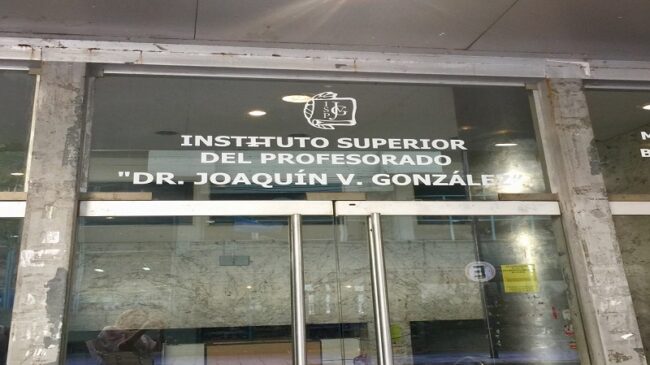 INSTITUTO SUPERIOR
DEL PROFESORADO
"DR. JOAQUÍN V. GONZÁLEZ"
E